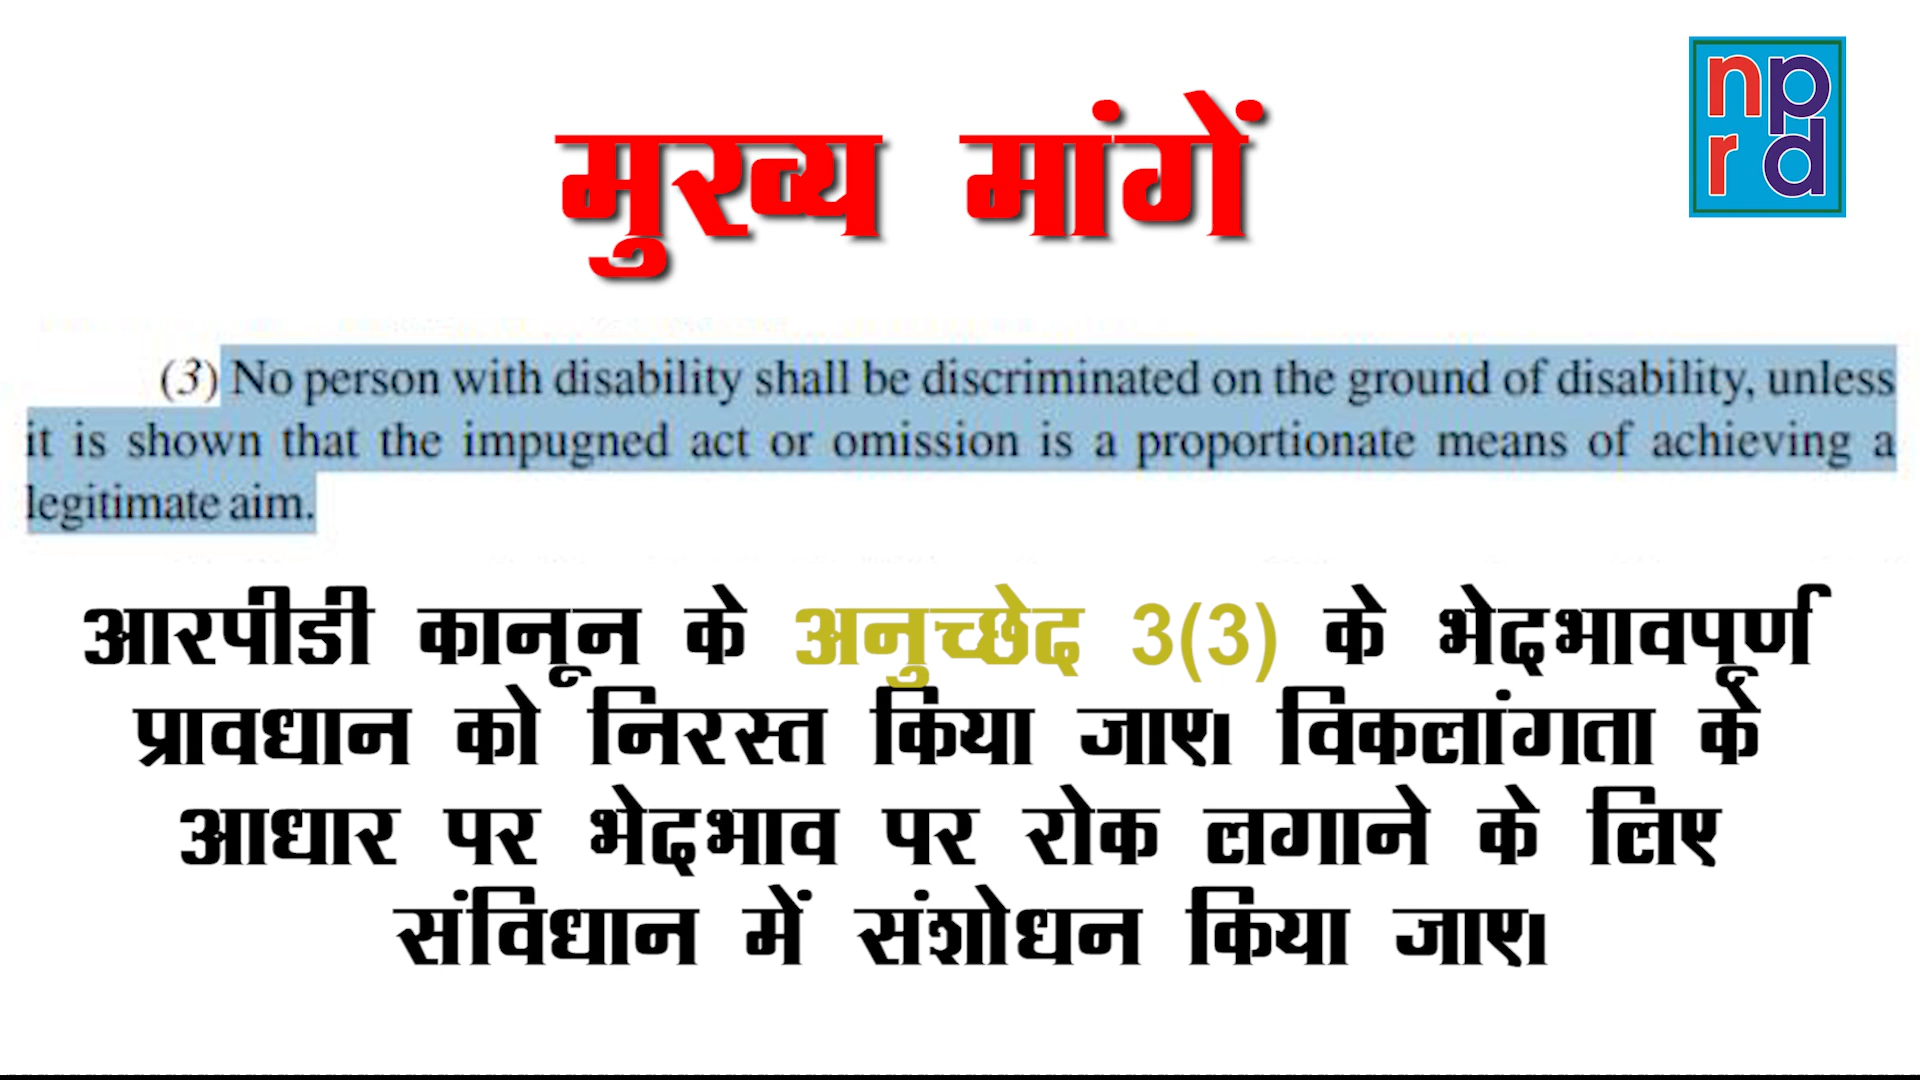 nprd
मुख्य मांगें
(3) No person with disability shall be discriminated on the ground of disability, unless
it is shown that the impugned act or omission is a proportionate means of achieving a
legitimate aim.
आरपीडी कानून के अनुच्छेद 3(3) के भेदभावपूर्ण
प्रावधान को निरस्त किया जाए। विकलांगता के
आधार पर भेदभाव पर रोक लगाने के लिए
संविधान में संशोधन किया जाए।